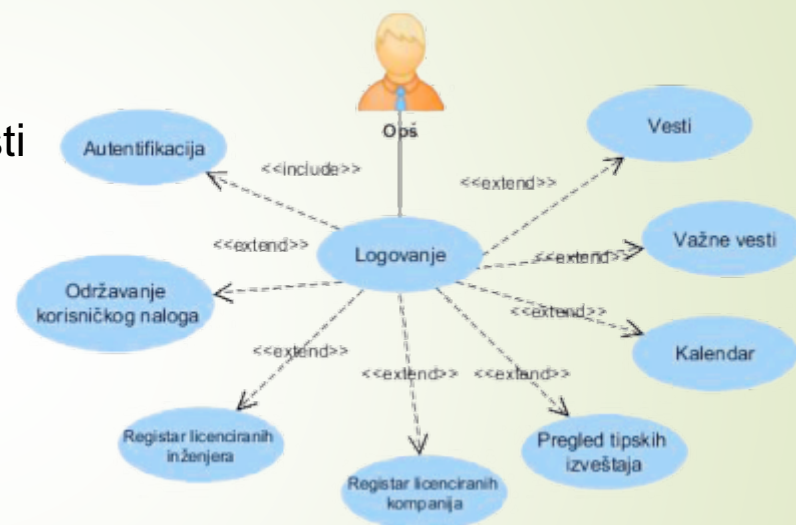 Opš
sti
Autentifikacija
<<include>>
Vesti
<<extend>>
Logovanje
<<extend>>
Važne vesti
<<extend>>
Održavanje
korisničkog naloga
<<extend>>
Kalendar
<<extend>>
<<extend>>
<<extend>>
Registar licenciranih
inženjera
Registar licenciranih
kompanija
Pregled tipskih
izveštaja